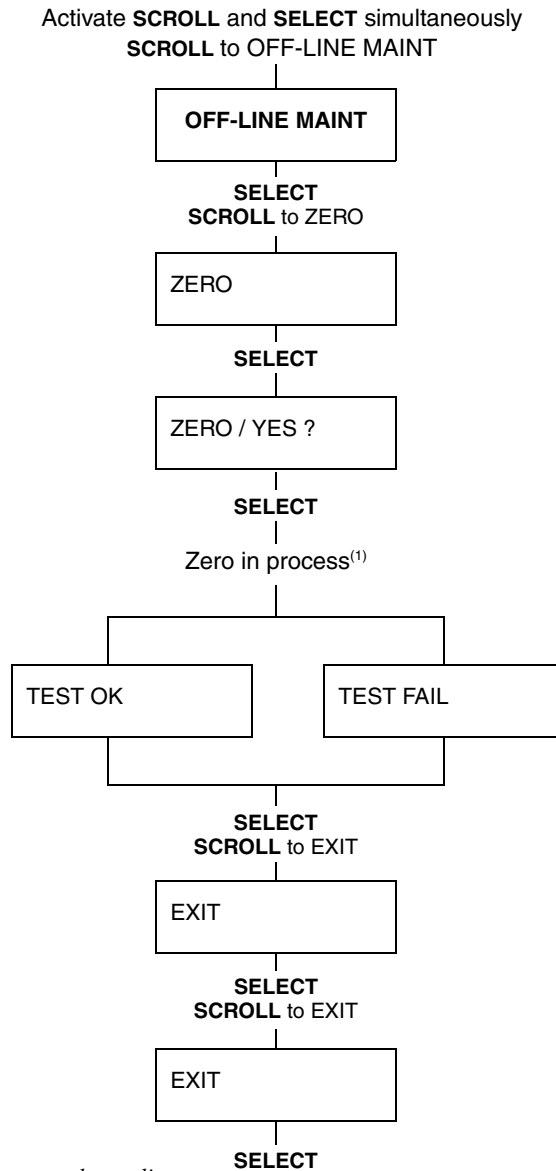 Activate SCROLL and SELECT simultaneously
SCROLL to OFF-LINE MAINT
OFF-LINE MAINT
SELECT
SCROLL to ZERO
ZERO
SELECT
ZERO / YES ?
SELECT
Zero in process(1)
TEST OK
TEST FAIL
SELECT
SCROLL to EXIT
EXIT
SELECT
SCROLL to EXIT
EXIT
SELECT